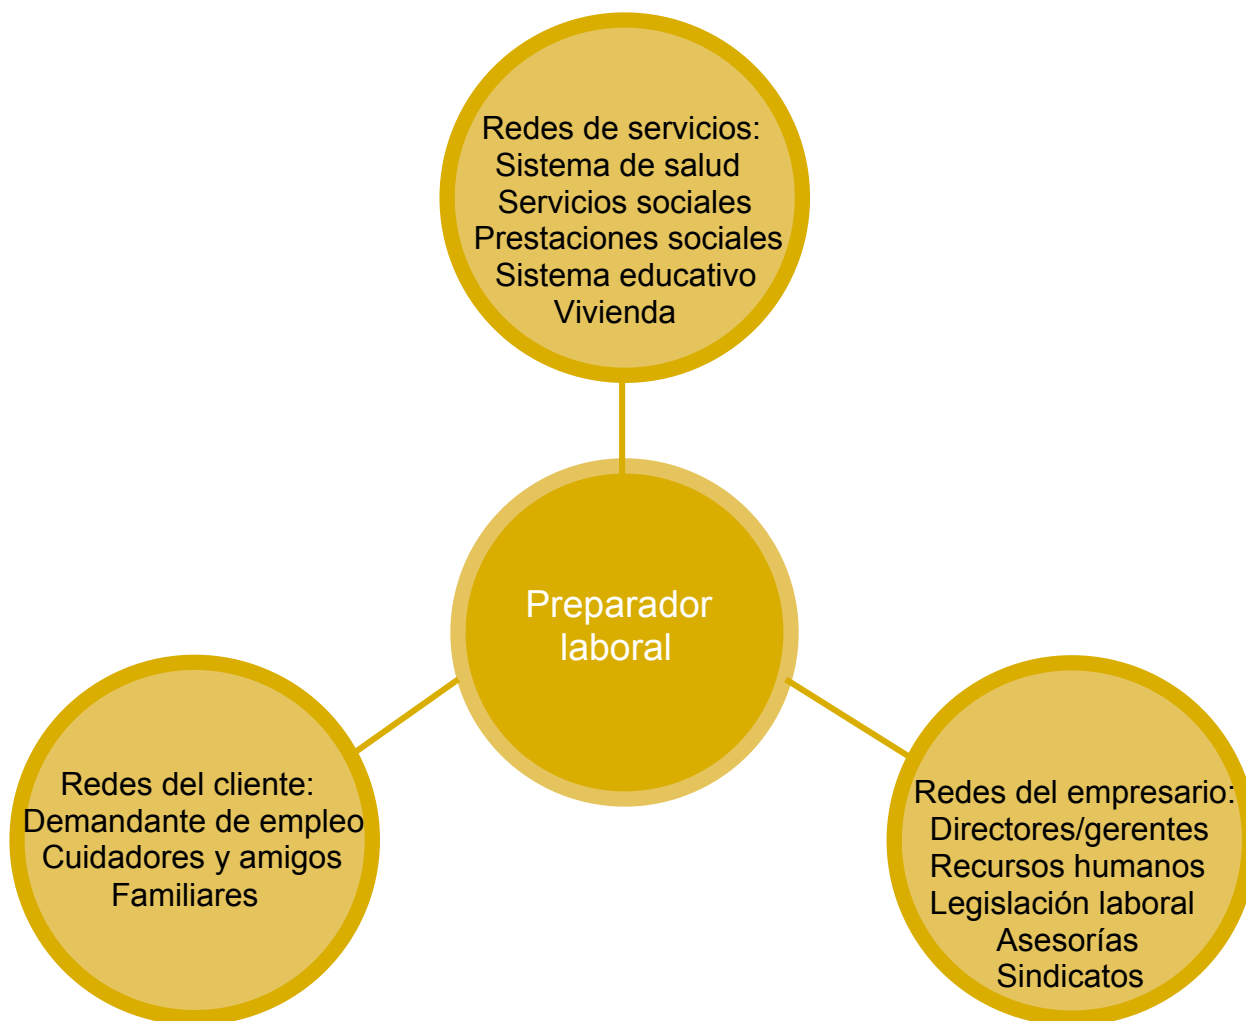 Redes de servicios:
Sistema de salud
Servicios sociales
Prestaciones sociales
Sistema educativo
Vivienda
Preparador
laboral
Redes del cliente:
Demandante de empleo
Cuidadores y amigos
Familiares
Redes del empresario:
Directores/gerentes
Recursos humanos
Legislación laboral
Asesorías
Sindicatos